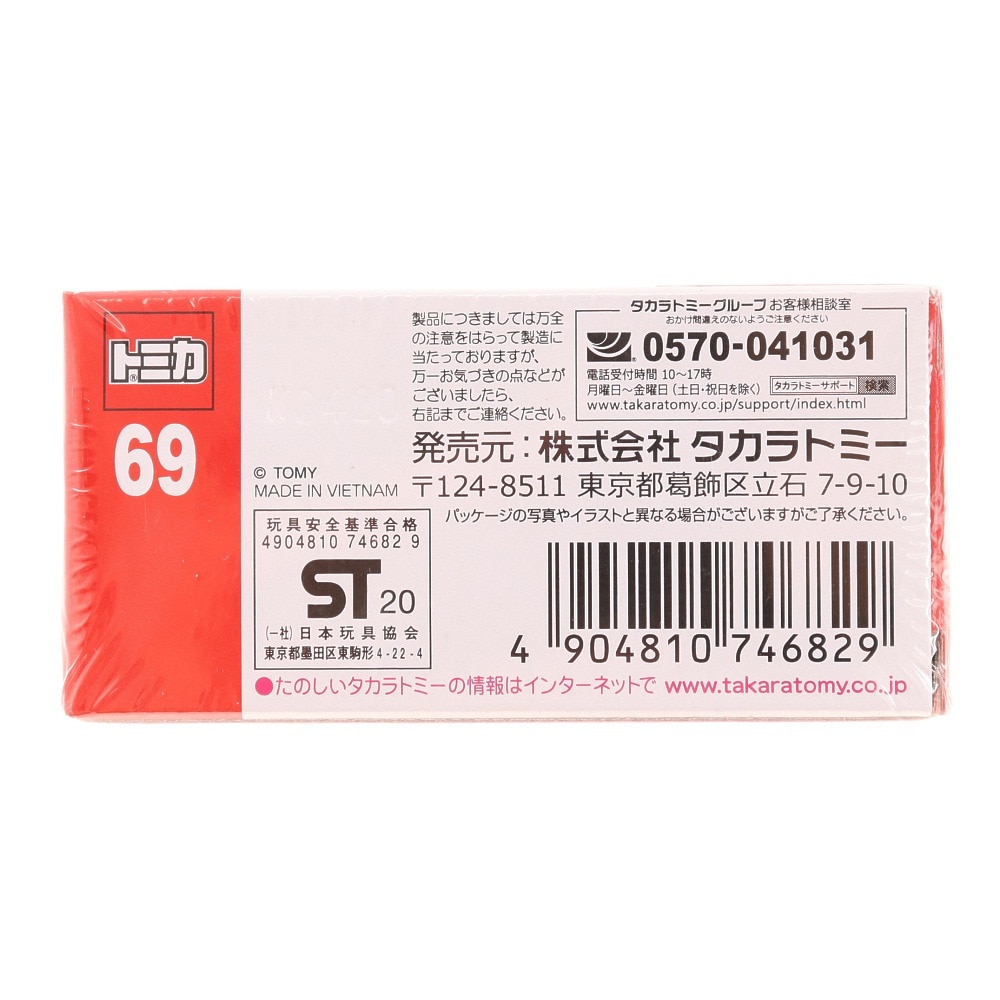 トミカ
®
69
© TOMY
MADE IN VIETNAM
製品につきましては万全
の注意をはらって製造に
当たっておりますが、
万一お気づきの点などが
ございましたら、
右記までご連絡ください。
タカラトミーグループ お客様相談室
おかけ間違えのないようご注意ください
0570-041031
電話受付時間 10～17時
月曜日～金曜日 (土日・祝日を除く) タカラトミーサポート 検索
www.takaratomy.co.jp/support/index.html
発売元：株式会社 タカラトミー
〒124-8511 東京都葛飾区立石 7-9-10
パッケージの写真やイラストと異なる場合がございますがご了承ください。
玩具安全基準合格
4904810 74682 9
ST 20
(一社) 日本玩具協会
東京都墨田区東駒形4-22-4
4 904810 746829
●たのしいタカラトミーの情報はインターネットで www.takaratomy.co.jp